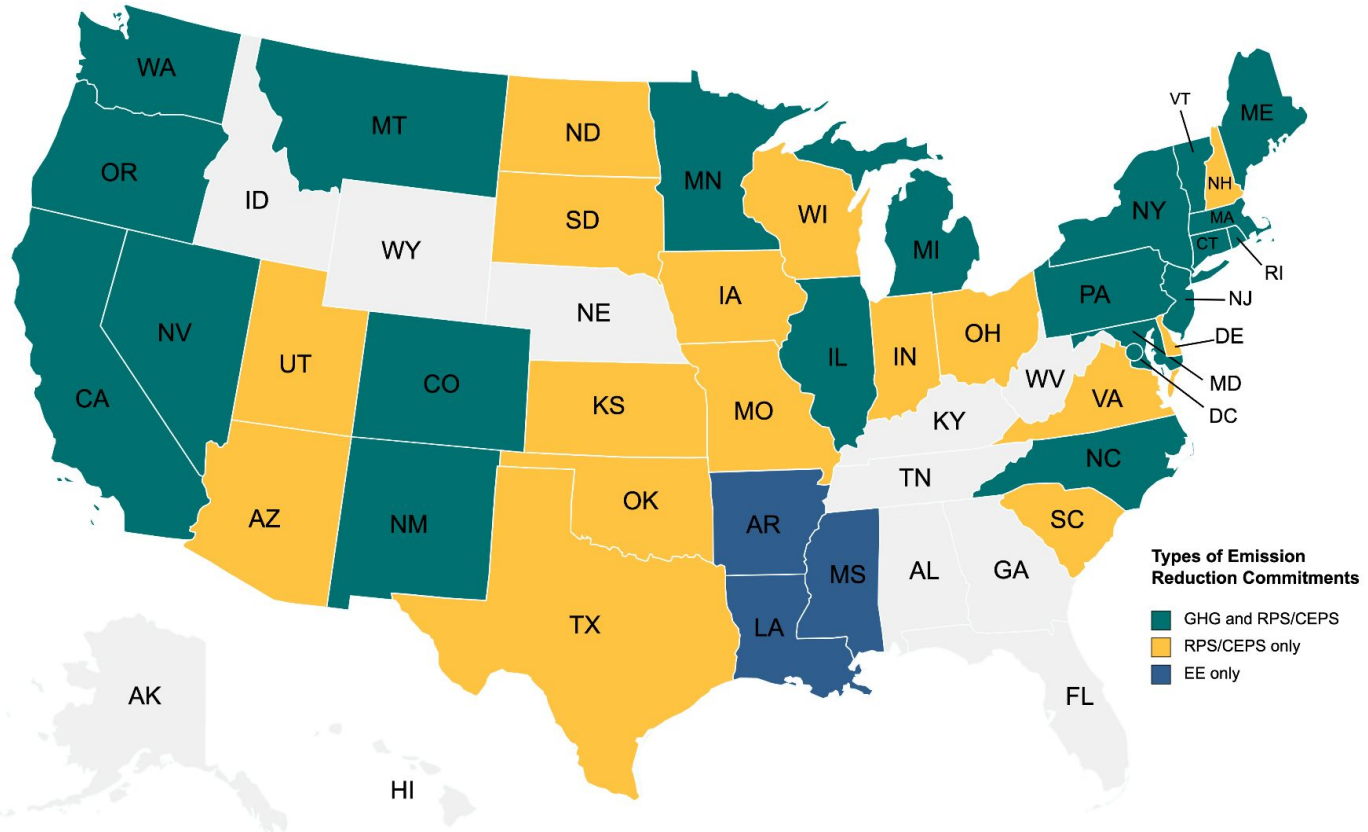 WA
MT
ND
MN
VT
ME
OR
ID
SD
WI
NH
WY
MI
NY
MA
CT
RI
NV
NE
IA
PA
NJ
UT
CO
IL
IN
OH
DE
CA
KS
MO
WV
VA
MD
KY
DC
AZ
NM
OK
TN
NC
AR
SC
TX
MS
AL
GA
LA
Types of Emission
Reduction Commitments
GHG and RPS/CEPS
RPS/CEPS only
EE only
AK
FL
HI